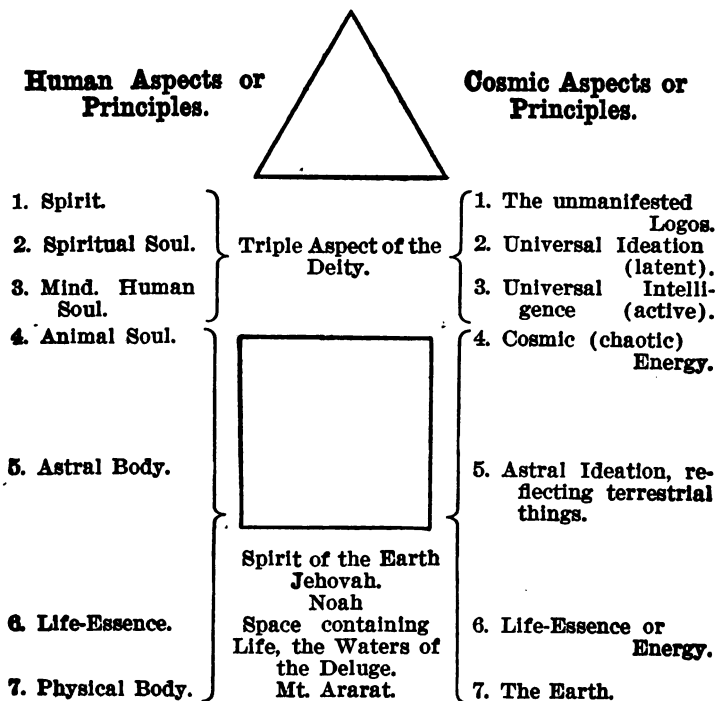 Human Aspects or
Principles.
Cosmic Aspects or
Principles.
1. Spirit.
2. Spiritual Soul.
3. Mind. Human
Soul.
4. Animal Soul.
5. Astral Body.
6. Life-Essence.
7. Physical Body.
Triple Aspect of the
Deity.
Spirit of the Earth
Jehovah.
Noah
Space containing
Life, the Waters of
the Deluge.
Mt. Ararat.
1. The unmanifested
Logos.
2. Universal Ideation
(latent).
3. Universal Intelli-
gence (active).
4. Cosmic (chaotic)
Energy.
5. Astral Ideation, re-
flecting terrestrial
things.
6. Life-Essence or
Energy.
7. The Earth.